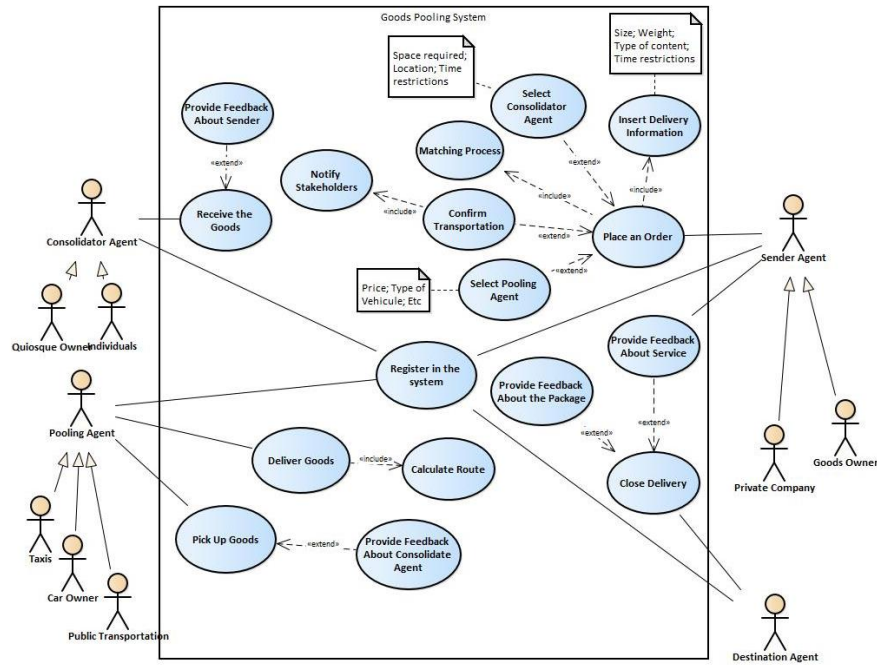 Goods Pooling System
Size; Weight;
Type of content;
Time restrictions
Space required;
Location; Time
restrictions
Select
Consolidator
Agent
Provide Feedback
About Sender
Insert Delivery
Information
Matching Process
«extend»
«extend»
Notify
Stakeholders
«include»
«include»
«include»
Confirm
Transportation
Receive the
Goods
«extend»
Place an Order
Consolidator Agent
Sender Agent
«extend»
Price; Type of
Vehicule; Etc
Select Pooling
Agent
Quiosque Owner
Individuals
Provide Feedback
About Service
Register in the
system
Provide Feedback
About the Package
Pooling Agent
«extend»
«extend»
Deliver Goods
«include»
Calculate Route
Goods Owner
Close Delivery
Private Company
Pick Up Goods
«extend»
Provide Feedback
About Consolidate
Agent
Taxis
Car Owner
Public Transportation
Destination Agent